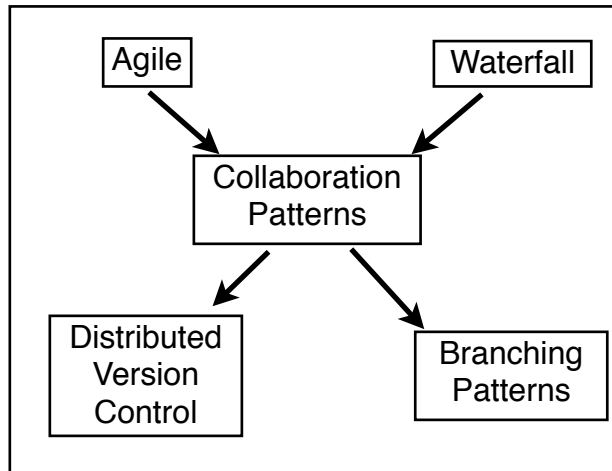 Agile
Waterfall
Collaboration
Patterns
Distributed
Version
Control
Branching
Patterns